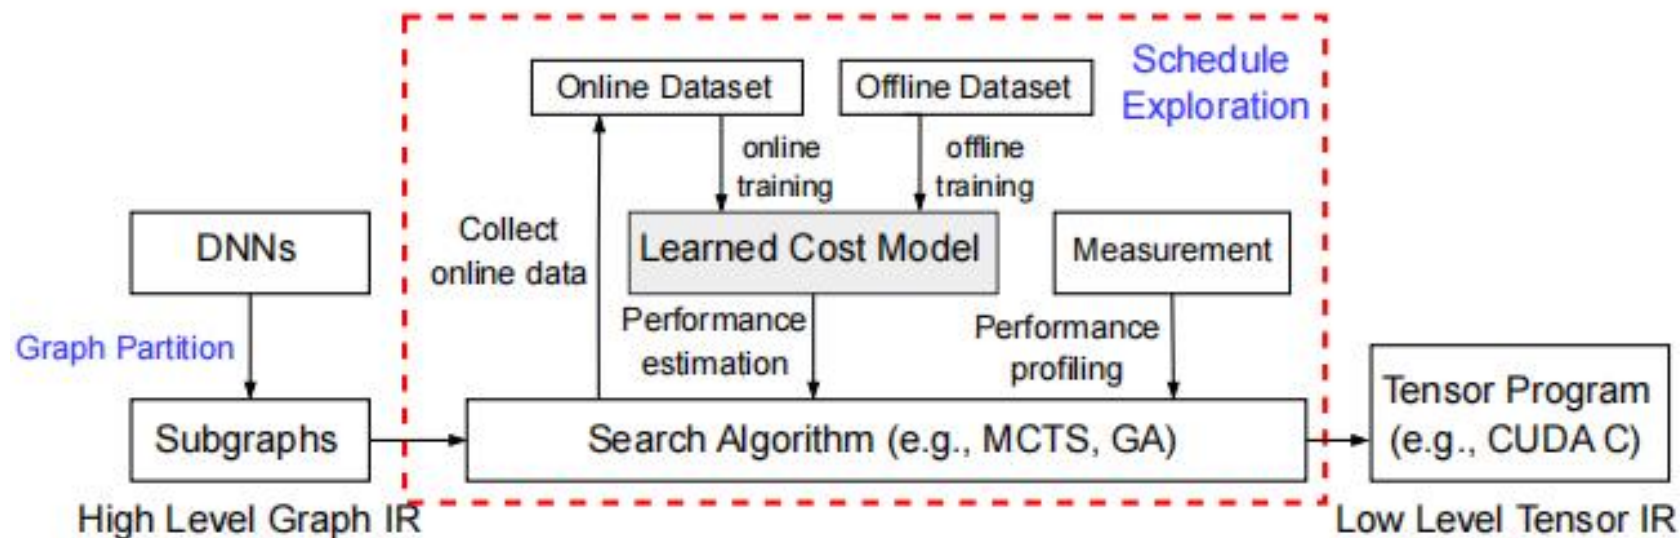 Schedule
Exploration
Online Dataset
Offline Dataset
online
training
offline
training
DNNs
Collect
online data
Learned Cost Model
Measurement
Graph Partition
Performance
estimation
Performance
profiling
Subgraphs
Search Algorithm (e.g., MCTS, GA)
Tensor Program
(e.g., CUDA C)
High Level Graph IR
Low Level Tensor IR